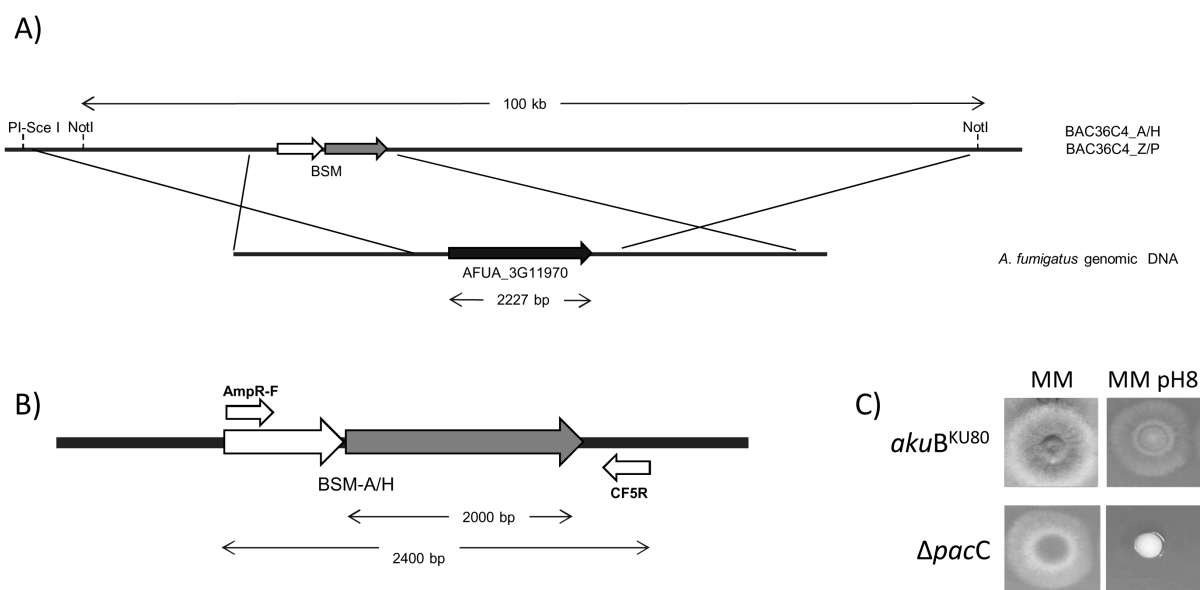 A)
100 kb
PI-Sce I NotI
NotI
BAC36C4_A/H
BAC36C4_Z/P
BSM
AFUA_3G11970
A. fumigatus genomic DNA
2227 bp
B)
AmpR-F
BSM-A/H
CF5R
2000 bp
2400 bp
C)
MM
MM pH8
akuBᴷᵁ⁸⁰
ΔpacC